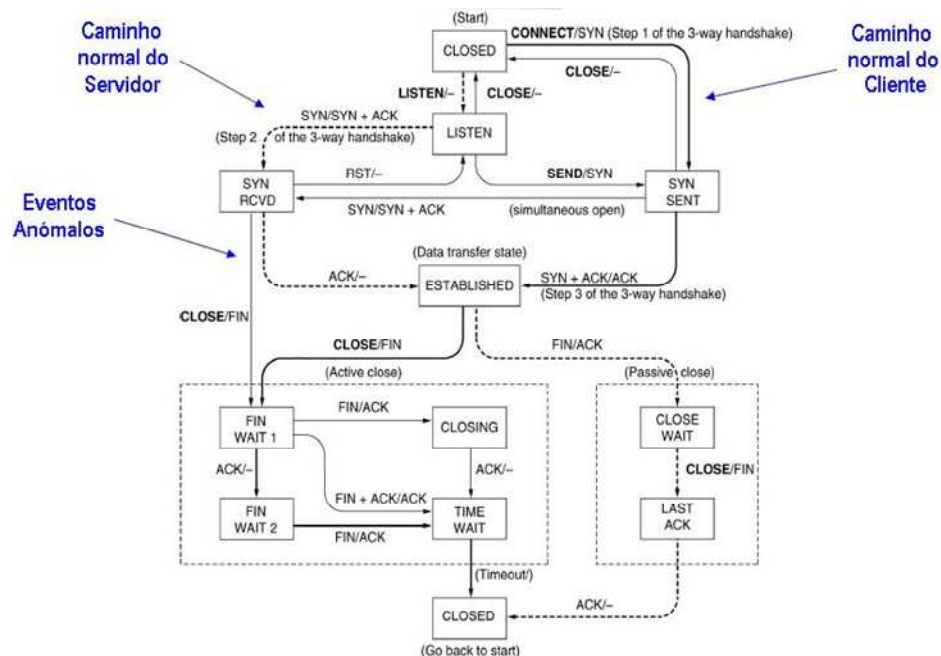 Caminho
normal do
Servidor
(Start)
CLOSED
CONNECT/SYN (Step 1 of the 3-way handshake)
CLOSE/–
Caminho
normal do
Cliente
LISTEN/–
CLOSE/–
SYN/SYN + ACK
(Step 2 of the 3-way handshake)
LISTEN
SYN
RCVD
RST/–
SEND/SYN
SYN
SENT
SYN/SYN + ACK
(simultaneous open)
Eventos
Anómalos
(Data transfer state)
ACK/–
ESTABLISHED
SYN + ACK/ACK
(Step 3 of the 3-way handshake)
CLOSE/FIN
CLOSE/FIN
FIN/ACK
(Active close)
(Passive close)
FIN
WAIT 1
FIN/ACK
CLOSING
CLOSE
WAIT
ACK/–
FIN + ACK/ACK
ACK/–
CLOSE/FIN
FIN
WAIT 2
FIN/ACK
TIME
WAIT
LAST
ACK
(Timeout/)
CLOSED
ACK/–
(Go back to start)